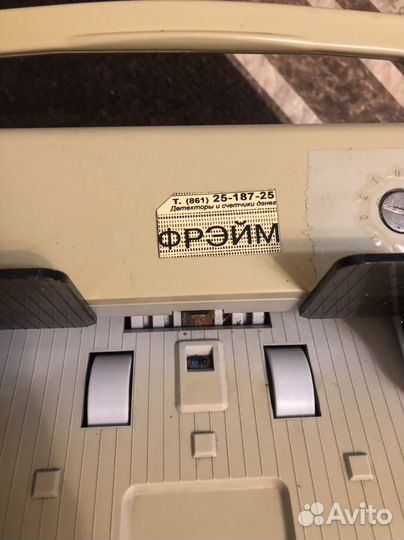 Т. (861) 25-187-25
Детекторы и счетчики денег
ФРЭЙМ
Avito